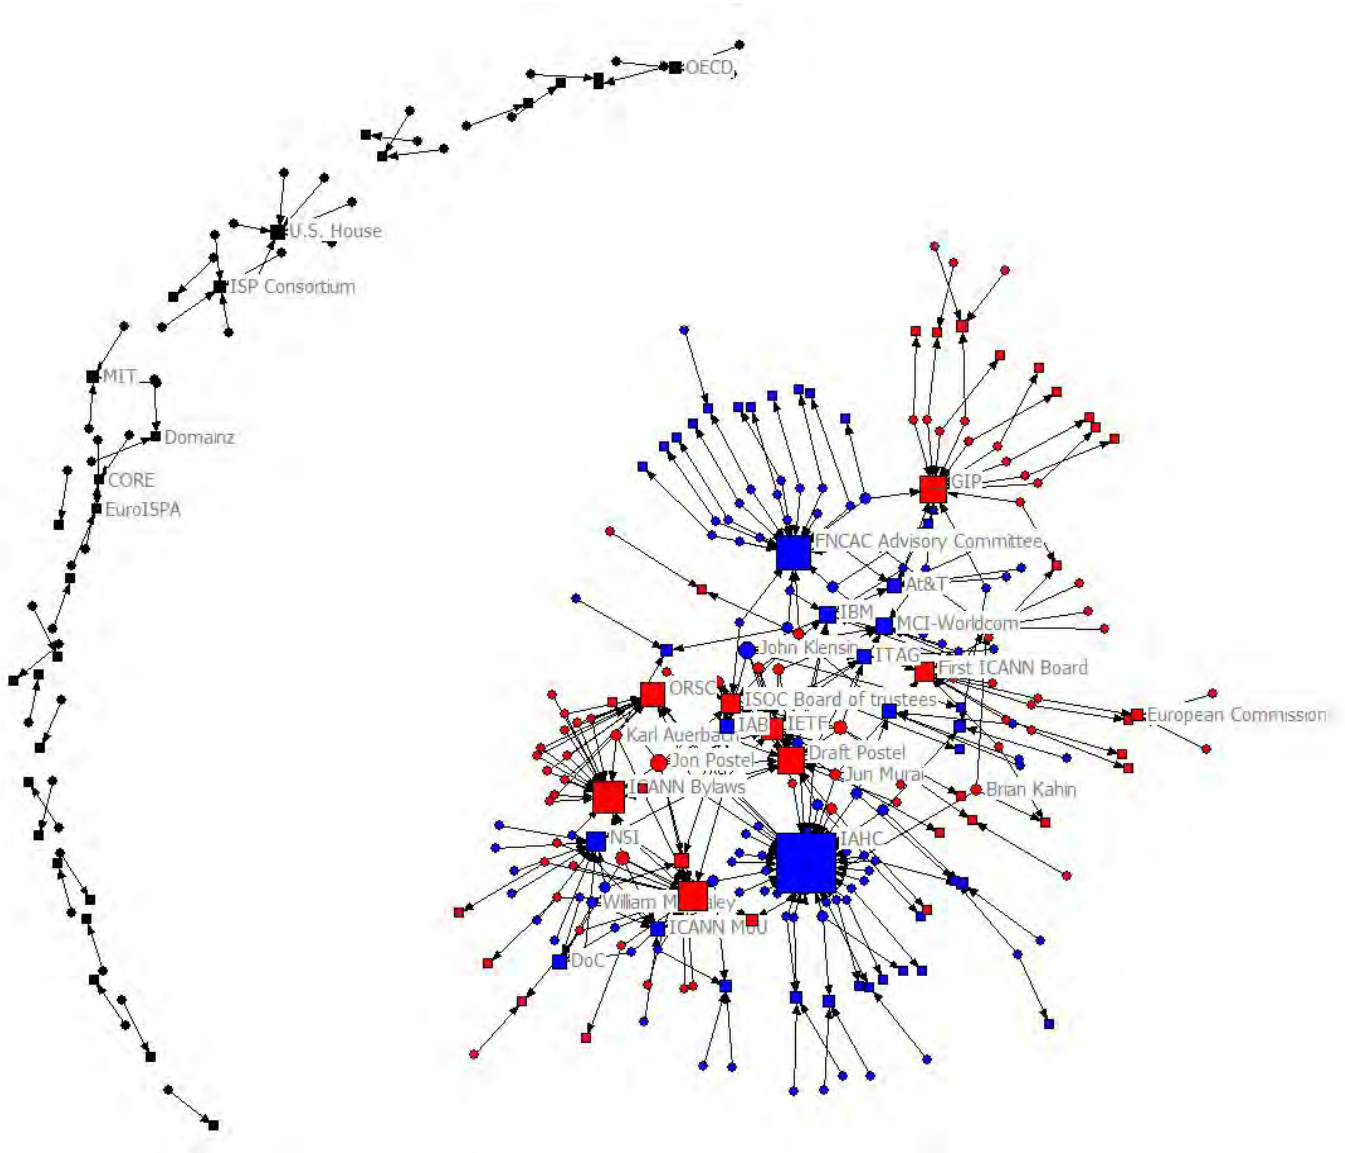 OECD
U.S. House
ISP Consortium
MIT
Domainz
CORE
EuroISPA
GIP
FNCAC Advisory Committee
At&T
IBM
MCI-Worldcom
John Klensin
ITAG
First ICANN Board
ORSC
ISOC Board of trustees
European Commission
IAB
IETF
Karl Auerbach
Draft Postel
Jon Postel
Jun Murai
ICANN Bylaws
Brian Kahin
NSI
IAHC
William
ICANN MoU
DoC